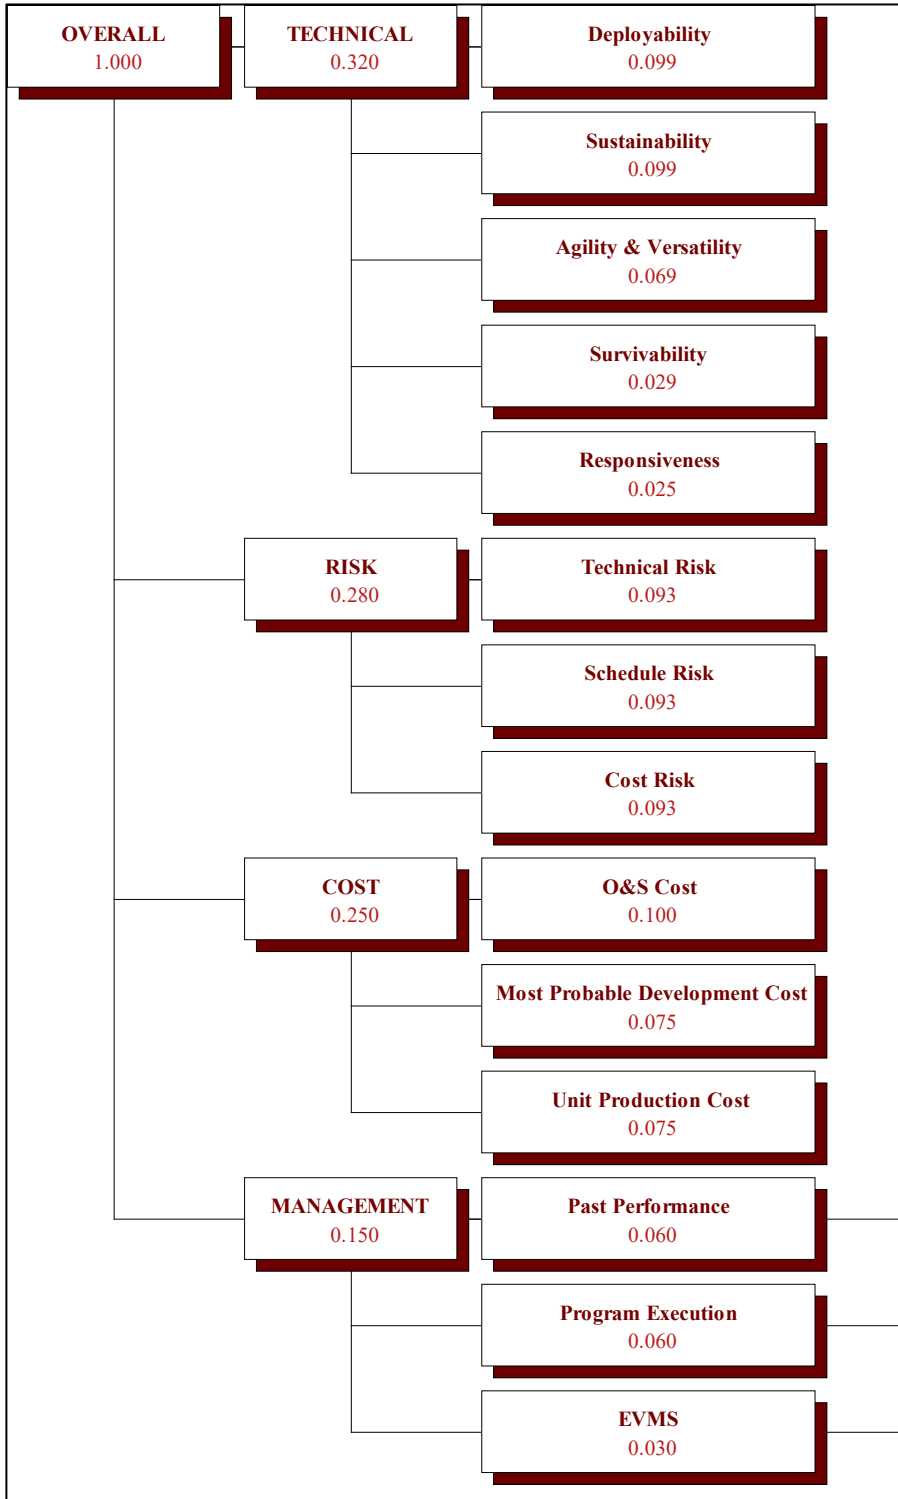 OVERALL
1.000
TECHNICAL
0.320
Deployability
0.099
Sustainability
0.099
Agility & Versatility
0.069
Survivability
0.029
Responsiveness
0.025
RISK
0.280
Technical Risk
0.093
Schedule Risk
0.093
Cost Risk
0.093
COST
0.250
O&S Cost
0.100
Most Probable Development Cost
0.075
Unit Production Cost
0.075
MANAGEMENT
0.150
Past Performance
0.060
Program Execution
0.060
EVMS
0.030